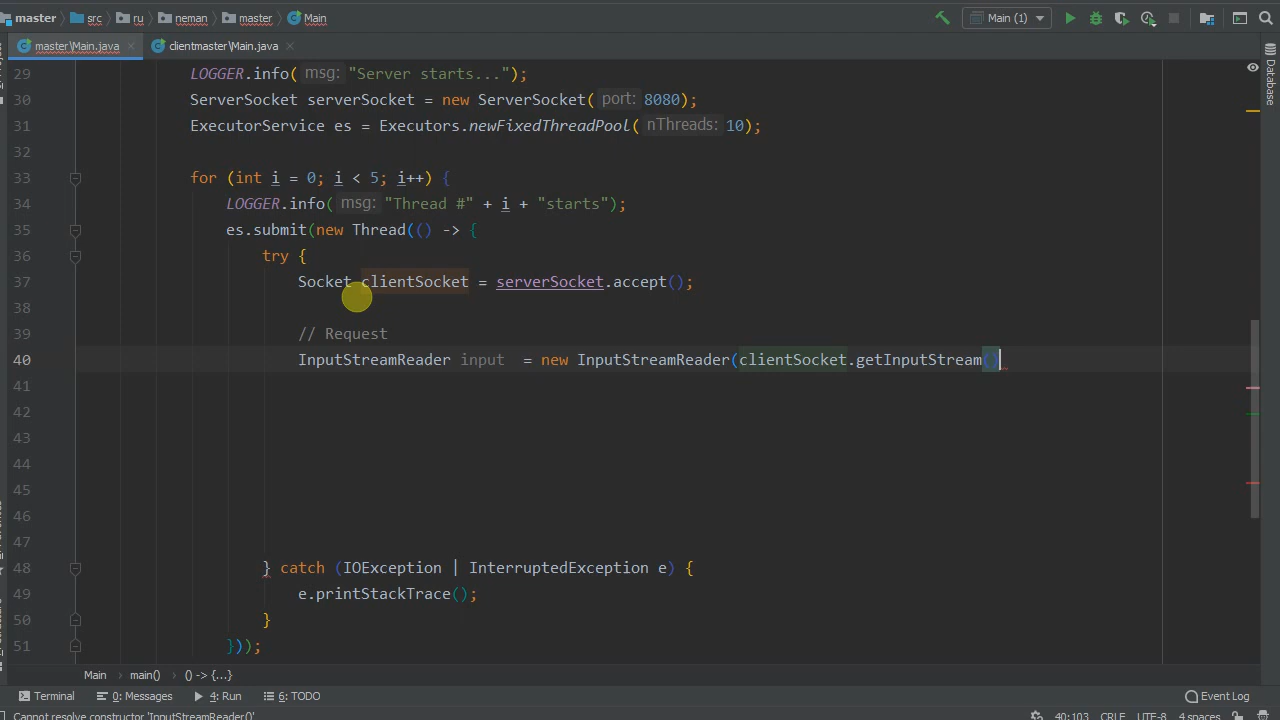 master src ru neman master Main Main (1)
master\Main.java clientmaster\Main.java
29 LOGGER.info( msg: "Server starts...");
30 ServerSocket serverSocket = new ServerSocket( port: 8080);
31 ExecutorService es = Executors.newFixedThreadPool( nThreads: 10);
32
33 for (int i = 0; i < 5; i++) {
34 LOGGER.info( msg: "Thread #" + i + "starts");
35 es.submit(new Thread(() -> {
36 try {
37 Socket clientSocket = serverSocket.accept();
38
39 // Request
40 InputStreamReader input  = new InputStreamReader(clientSocket.getInputStream()
41
42
43
44
45
46
47
48 } catch (IOException | InterruptedException e) {
49 e.printStackTrace();
50 }
51 }));
Database
Main main() () -> {...}
Terminal 0: Messages 4: Run 6: TODO Event Log
Cannot resolve constructor 'InputStreamReader()' 40:103 CRLF UTF-8 4 spaces